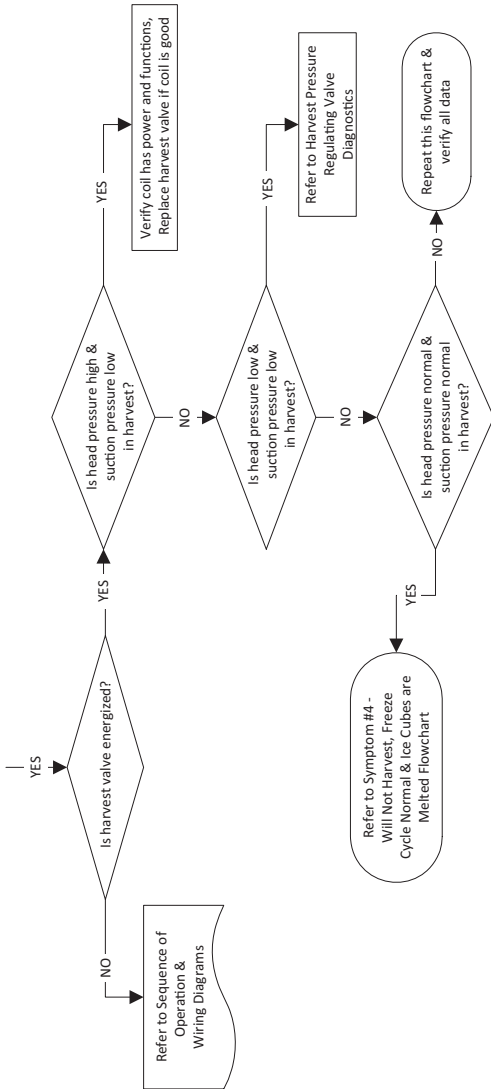 YES
Is harvest valve energized?
NO
Refer to Sequence of
Operation &
Wiring Diagrams
YES
Is head pressure high &
suction pressure low
in harvest?
YES
Verify coil has power and functions,
Replace harvest valve if coil is good
NO
Is head pressure low &
suction pressure low
in harvest?
YES
Refer to Harvest Pressure
Regulating Valve
Diagnostics
NO
Is head pressure normal &
suction pressure normal
in harvest?
YES
Refer to Symptom #4 -
Will Not Harvest, Freeze
Cycle Normal & Ice Cubes are
Melted Flowchart
NO
Repeat this flowchart &
verify all data